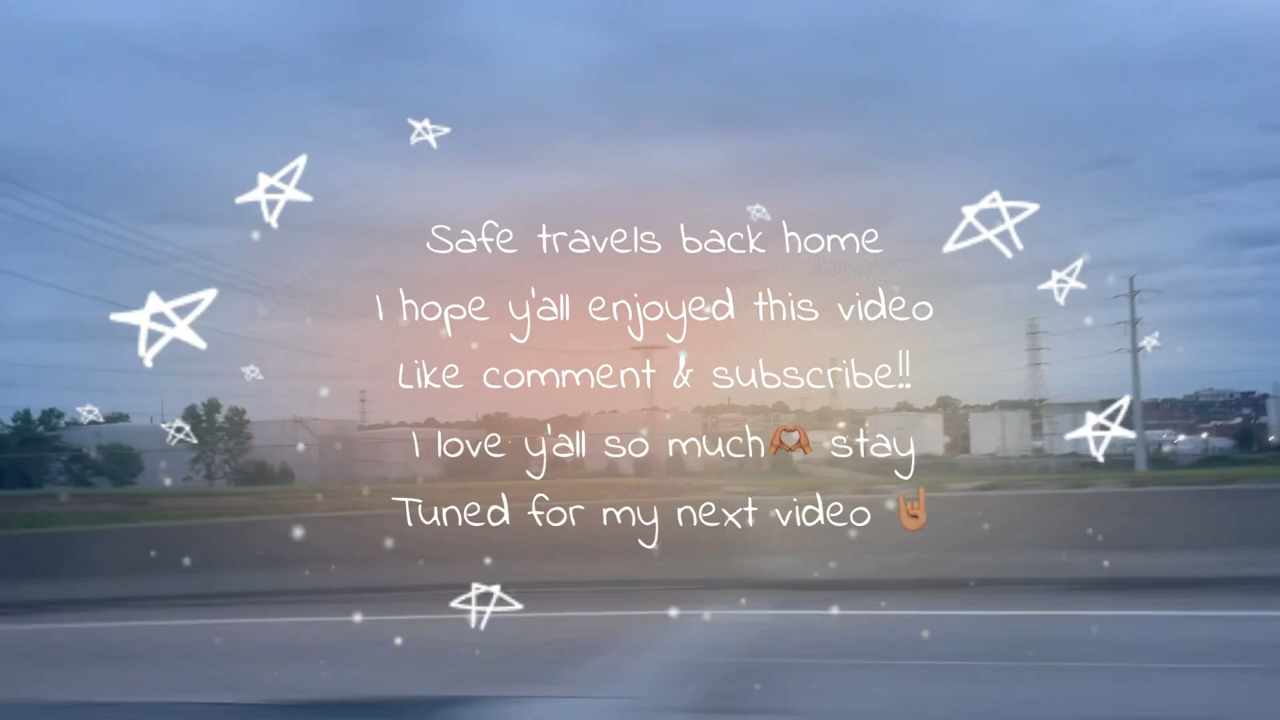 Safe travels back home
I hope y'all enjoyed this video
Like comment & subscribe!!
I love y'all so much🫶🏾 stay
Tuned for my next video 🤘🏽